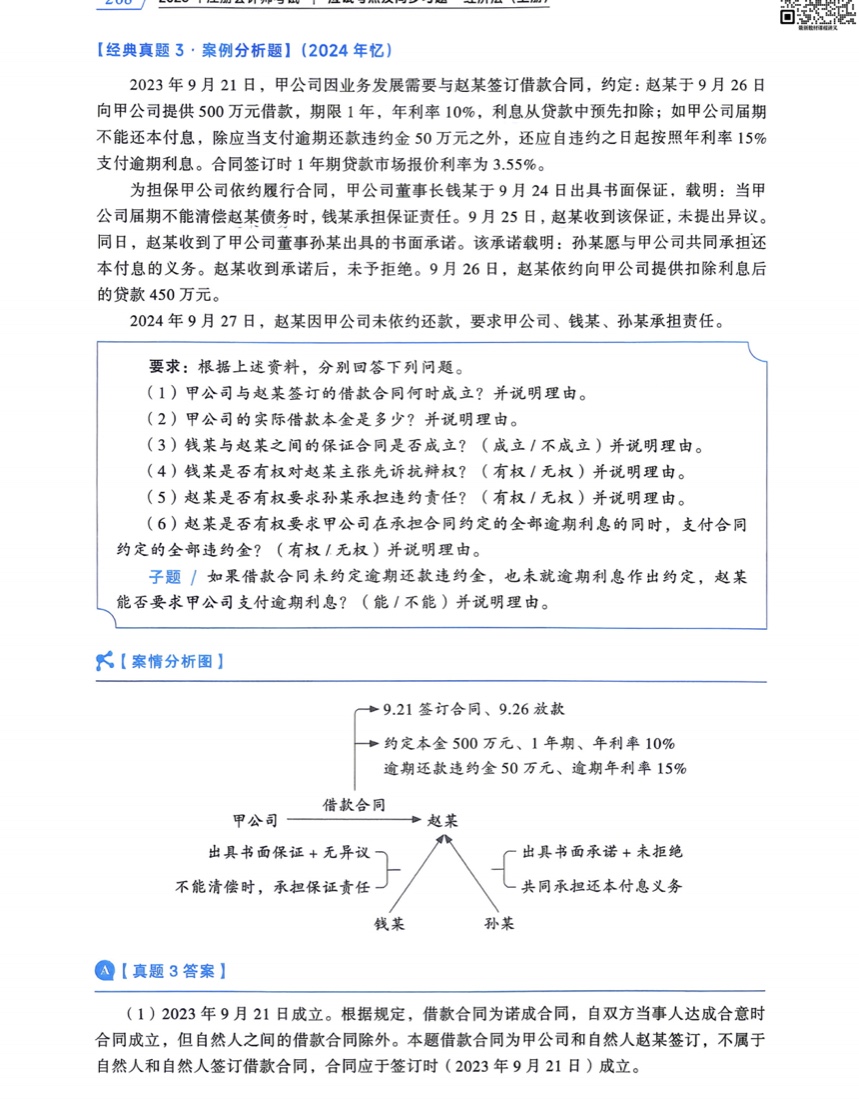 【经典真题 3 · 案例分析题】（2024 年忆）
2023 年 9 月 21 日，甲公司因业务发展需要与赵某签订借款合同，约定：赵某于 9 月 26 日
向甲公司提供 500 万元借款，期限 1 年，年利率 10%，利息从贷款中预先扣除；如甲公司届期
不能还本付息，除应当支付逾期还款违约金 50 万元之外，还应自违约之日起按照年利率 15%
支付逾期利息。合同签订时 1 年期贷款市场报价利率为 3.55%。
为担保甲公司依约履行合同，甲公司董事长钱某于 9 月 24 日出具书面保证，载明：当甲
公司届期不能清偿赵某债务时，钱某承担保证责任。9 月 25 日，赵某收到该保证，未提出异议。
同日，赵某收到了甲公司董事孙某出具的书面承诺。该承诺载明：孙某愿与甲公司共同承担还
本付息的义务。赵某收到承诺后，未予拒绝。9 月 26 日，赵某依约向甲公司提供扣除利息后
的贷款 450 万元。
2024 年 9 月 27 日，赵某因甲公司未依约还款，要求甲公司、钱某、孙某承担责任。
要求：根据上述资料，分别回答下列问题。
（1）甲公司与赵某签订的借款合同何时成立？并说明理由。
（2）甲公司的实际借款本金是多少？并说明理由。
（3）钱某与赵某之间的保证合同是否成立？（成立 / 不成立）并说明理由。
（4）钱某是否有权对赵某主张先诉抗辩权？（有权 / 无权）并说明理由。
（5）赵某是否有权要求孙某承担违约责任？（有权 / 无权）并说明理由。
（6）赵某是否有权要求甲公司在承担合同约定的全部逾期利息的同时，支付合同
约定的全部违约金？（有权 / 无权）并说明理由。
子题 / 如果借款合同未约定逾期还款违约金，也未就逾期利息作出约定，赵某
能否要求甲公司支付逾期利息？（能 / 不能）并说明理由。
【案情分析图】
9.21 签订合同、9.26 放款
约定本金 500 万元、1 年期、年利率 10%
逾期还款违约金 50 万元、逾期年利率 15%
借款合同
甲公司 赵某
出具书面保证 + 无异议 出具书面承诺 + 未拒绝
不能清偿时，承担保证责任 共同承担还本付息义务
钱某 孙某
A【真题 3 答案】
（1）2023 年 9 月 21 日成立。根据规定，借款合同为诺成合同，自双方当事人达成合意时
合同成立，但自然人之间的借款合同除外。本题借款合同为甲公司和自然人赵某签订，不属于
自然人和自然人签订借款合同，合同应于签订时（2023 年 9 月 21 日）成立。